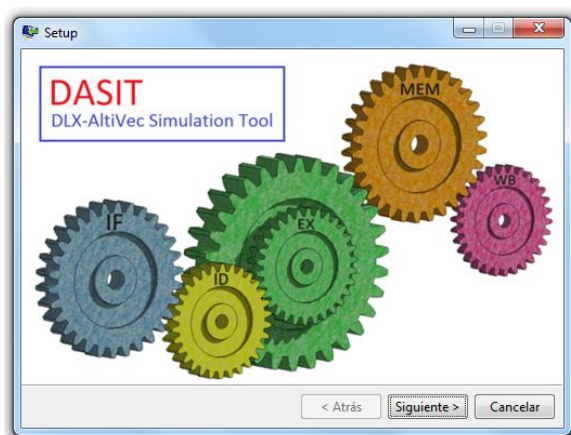 Setup
DASIT
DLX-AltiVec Simulation Tool
MEM
WB
IF
EX
ID
< Atrás
Siguiente >
Cancelar